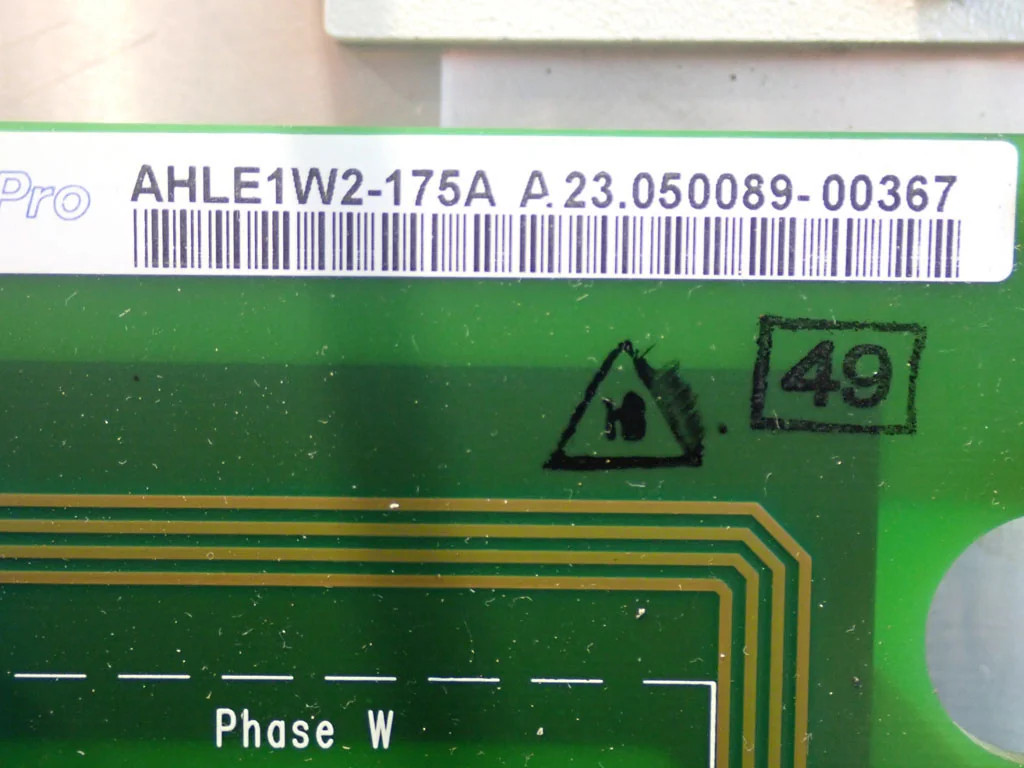 Pro AHLE1W2-175A A.23.050089-00367
49
Phase W